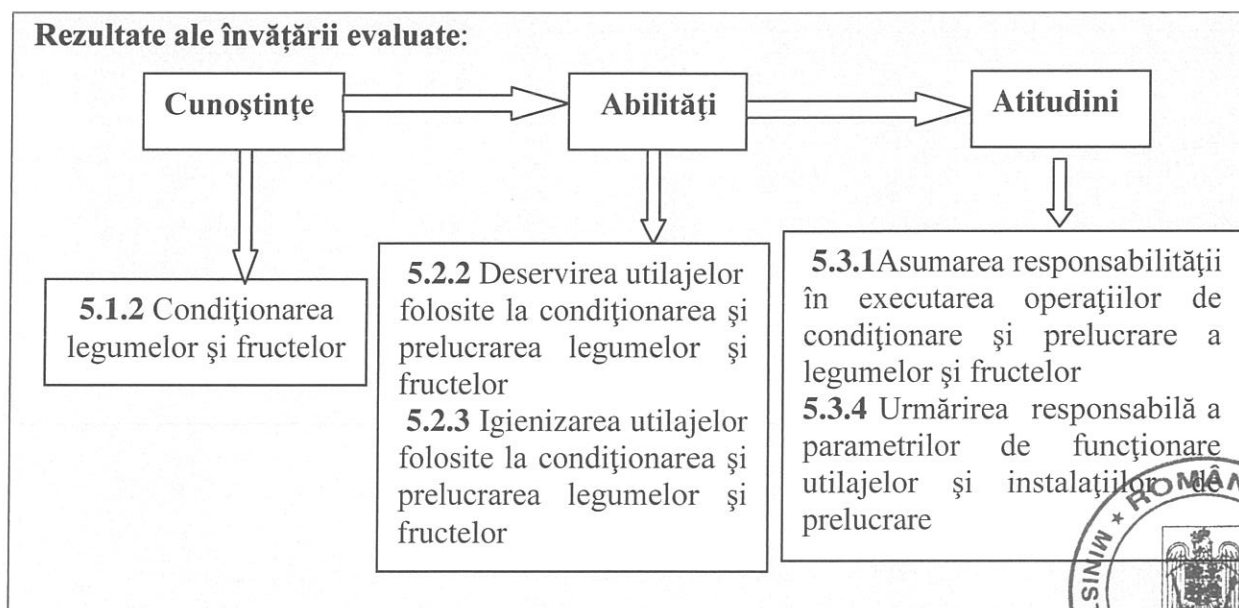 Rezultate ale învățării evaluate:
Cunoştinţe
Abilităţi
Atitudini
5.1.2 Condiţionarea
legumelor şi fructelor
5.2.2 Deservirea utilajelor
folosite la condiţionarea şi
prelucrarea legumelor şi
fructelor
5.2.3 Igienizarea utilajelor
folosite la condiţionarea şi
prelucrarea legumelor şi
fructelor
5.3.1Asumarea responsabilităţii
în executarea operaţiilor de
condiţionare şi prelucrare a
legumelor şi fructelor
5.3.4 Urmărirea responsabilă a
parametrilor de funcţionare
utilajelor şi instalaţiilor de
prelucrare